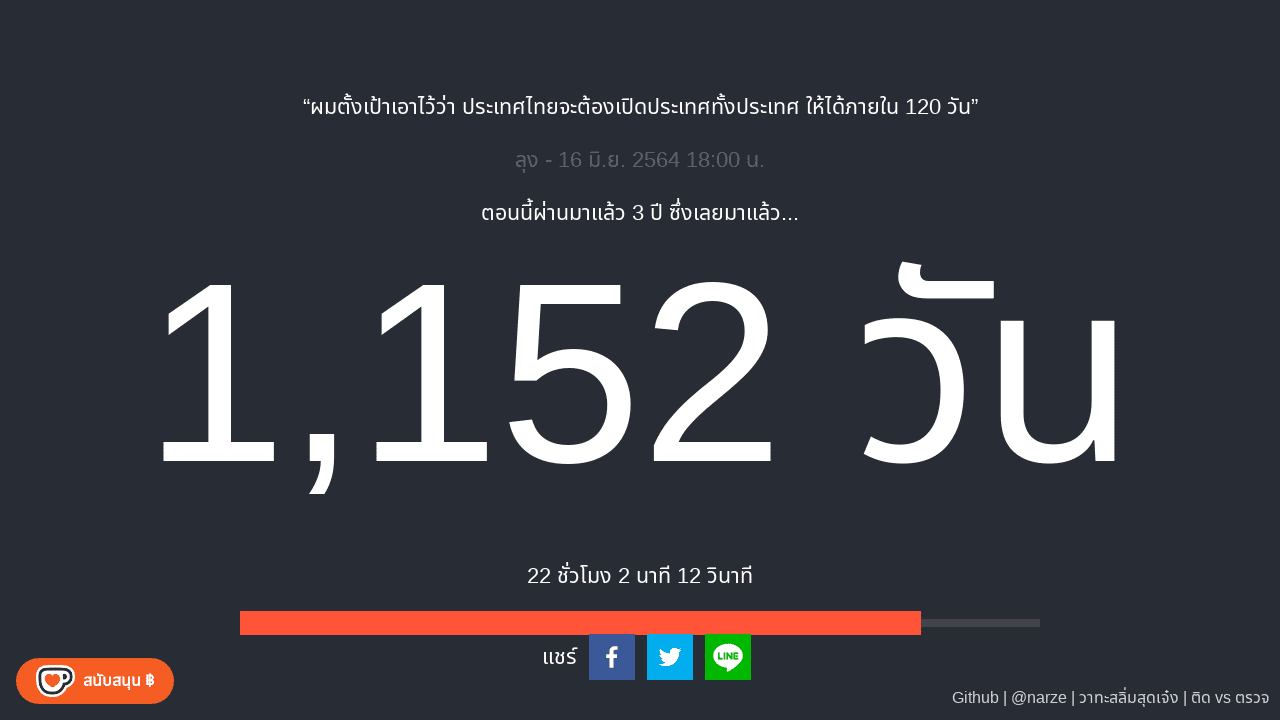 “ผมตั้งเป้าเอาไว้ว่า ประเทศไทยจะต้องเปิดประเทศทั้งประเทศ ให้ได้ภายใน 120 วัน”
ลุง - 16 มิ.ย. 2564 18:00 น.
ตอนนี้ผ่านมาแล้ว 3 ปี ซึ่งเลยมาแล้ว...
1,152 วัน
22 ชั่วโมง 2 นาที 12 วินาที
แชร์ LINE
สนับสนุน ฿
Github | @narze | วาทะสลิ่มสุดเจ๋ง | ติด vs ตรวจ